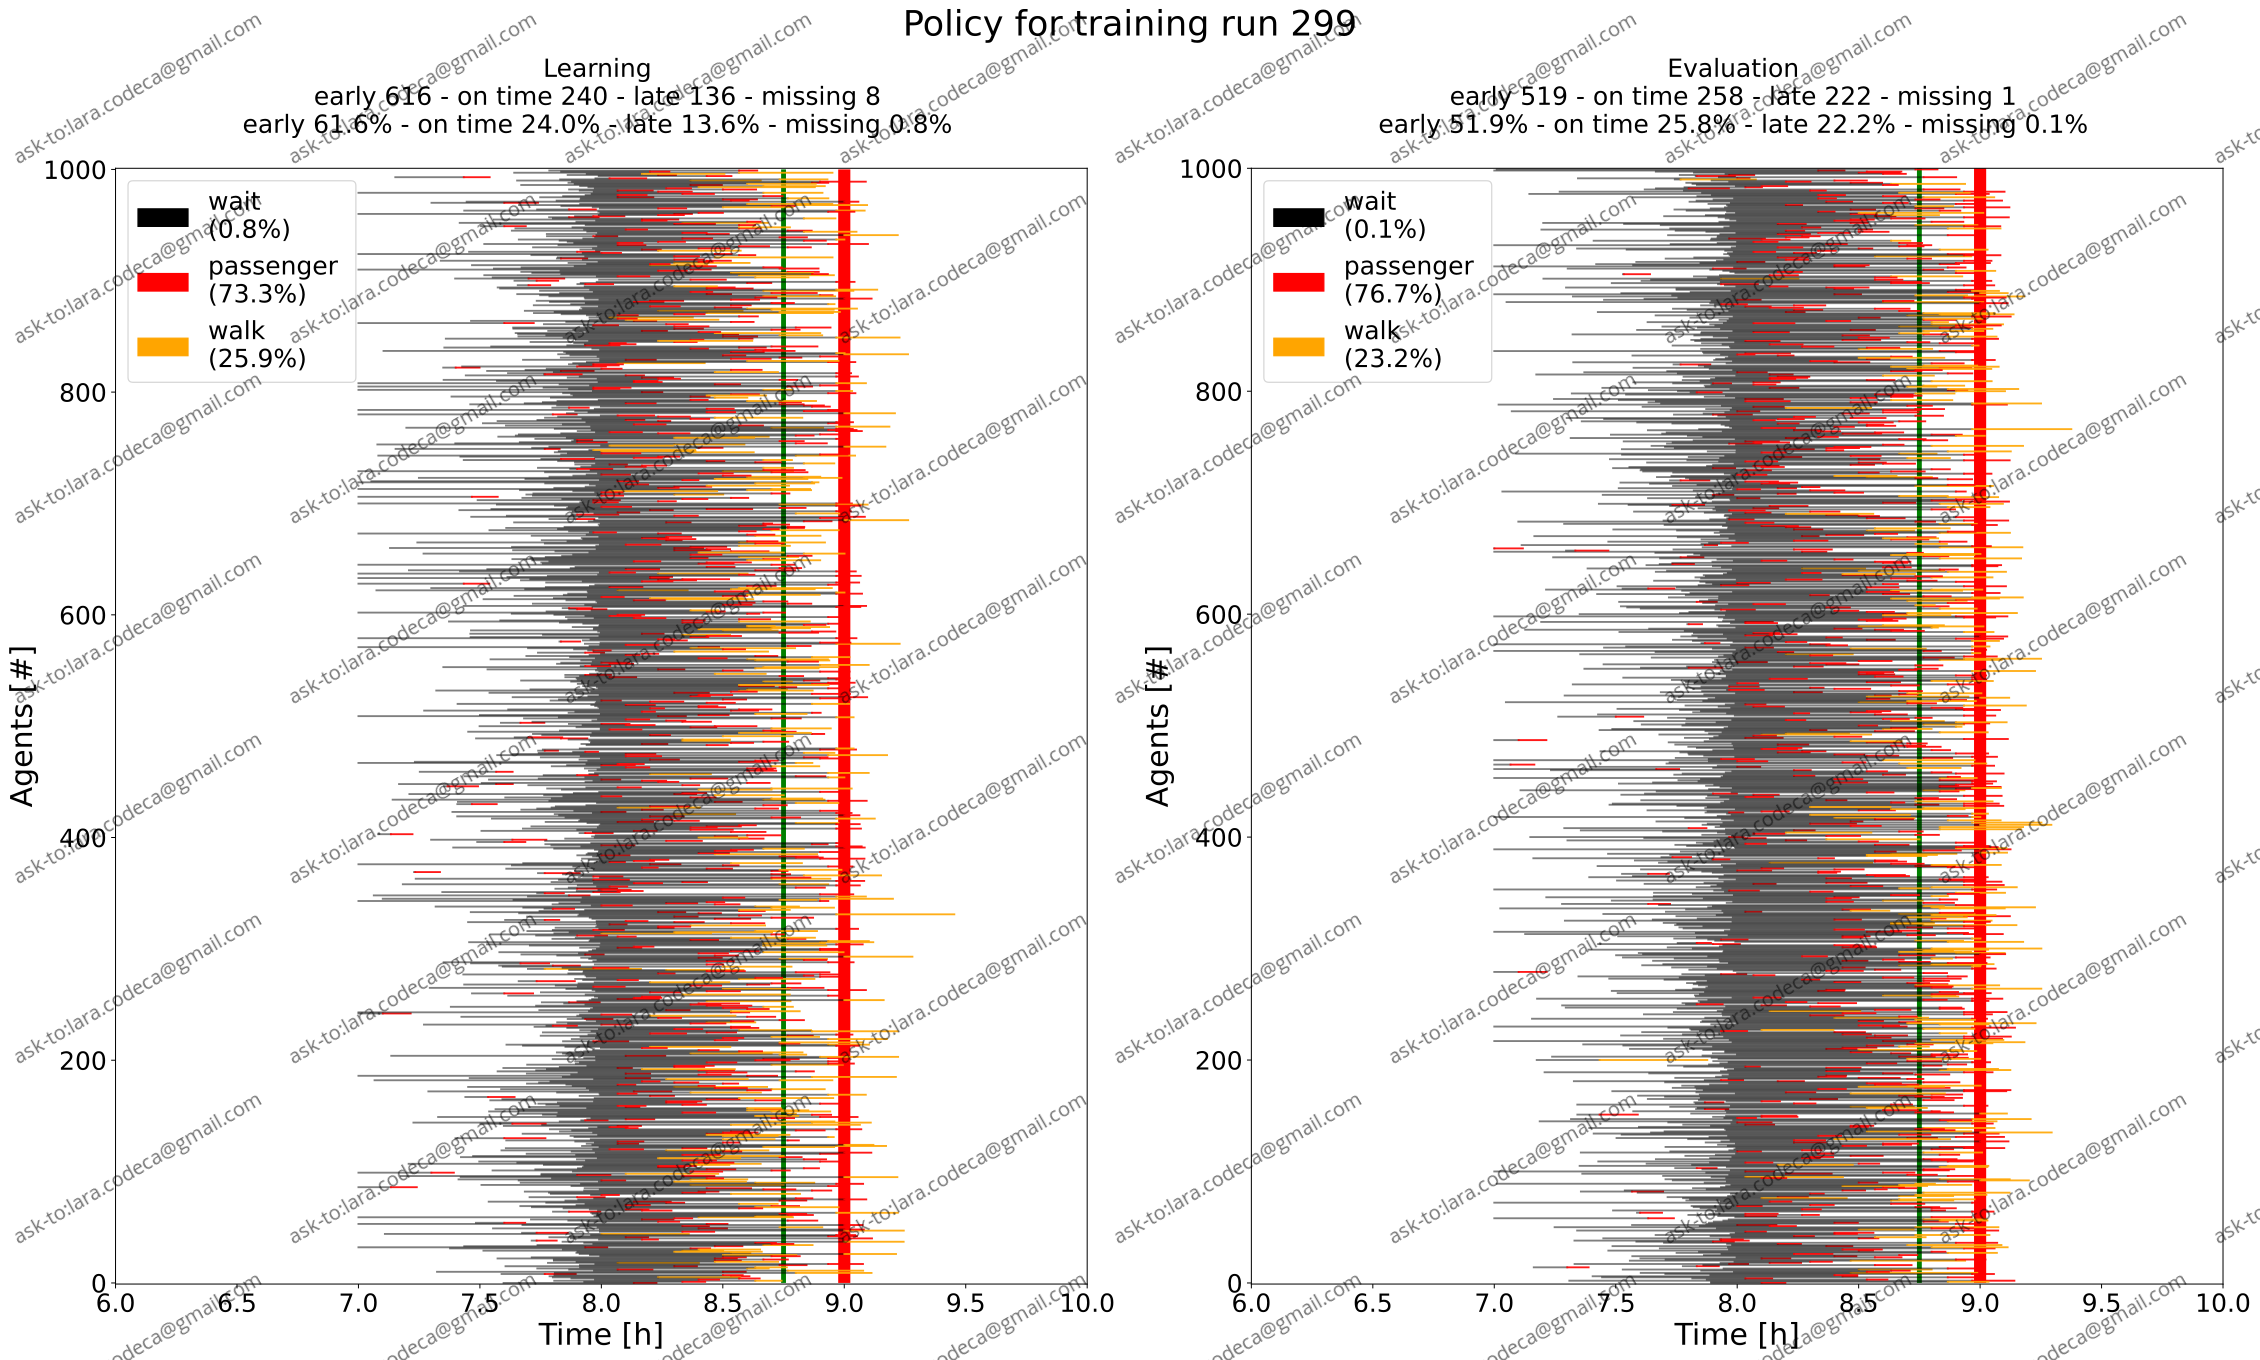 Policy for training run 299
Learning
early 616 - on time 240 - late 136 - missing 8
early 61.6% - on time 24.0% - late 13.6% - missing 0.8%
wait
(0.8%)
passenger
(73.3%)
walk
(25.9%)
Agents [#]
1000
800
600
400
200
0
6.0 6.5 7.0 7.5 8.0 8.5 9.0 9.5 10.0
Time [h]
Evaluation
early 519 - on time 258 - late 222 - missing 1
early 51.9% - on time 25.8% - late 22.2% - missing 0.1%
wait
(0.1%)
passenger
(76.7%)
walk
(23.2%)
Agents [#]
1000
800
600
400
200
0
6.0 6.5 7.0 7.5 8.0 8.5 9.0 9.5 10.0
Time [h]
ask-to:lara.codeca@gmail.com